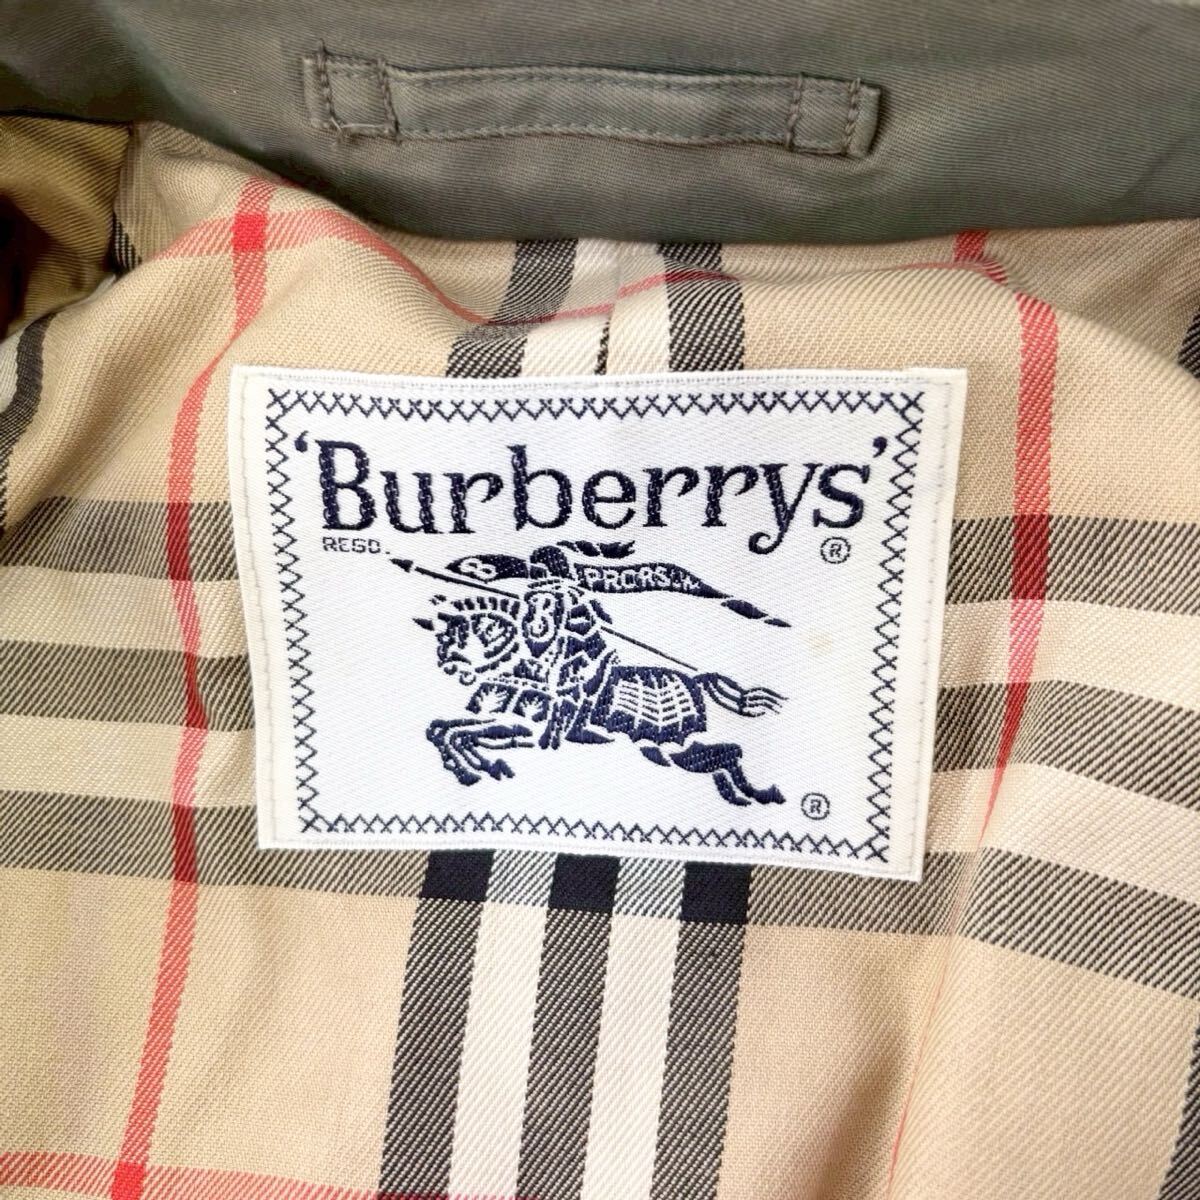 'Burberrys'
REGD. ®
B PRORSUM
B
®